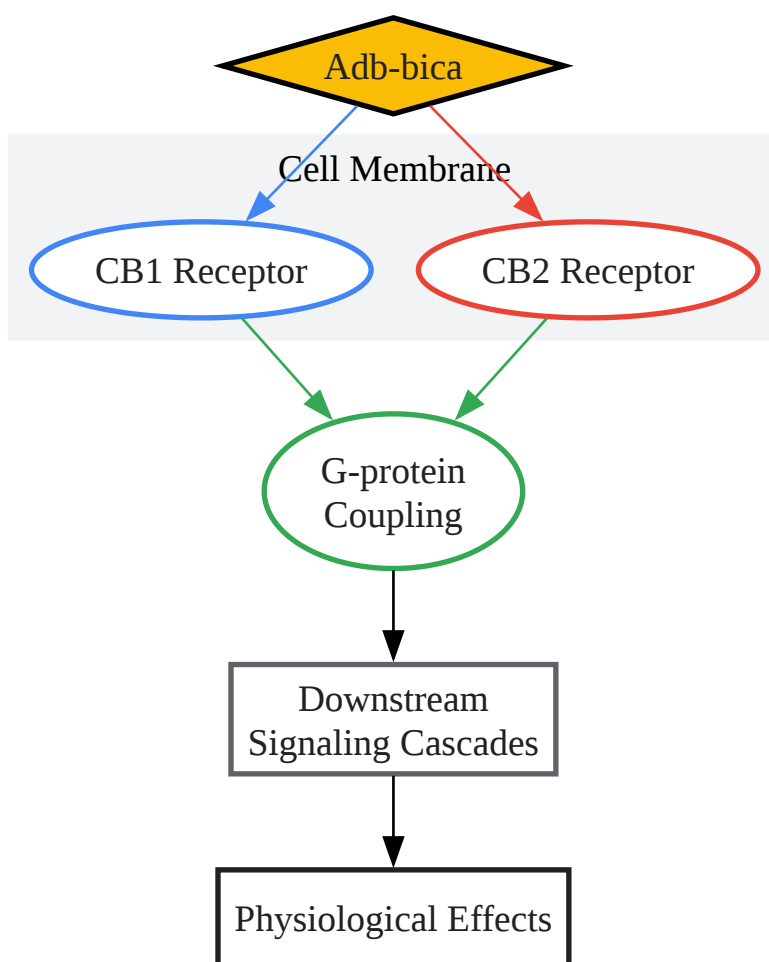 Adb-bica
Cell Membrane
CB1 Receptor
CB2 Receptor
G-protein
Coupling
Downstream
Signaling Cascades
Physiological Effects